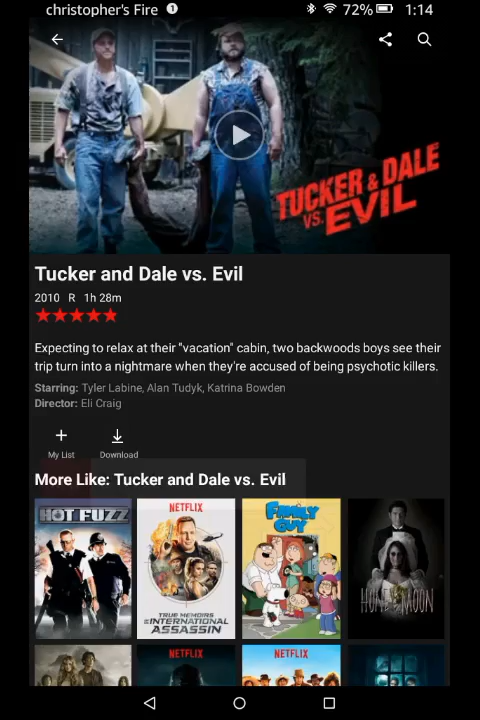 christopher's Fire 1 72% 1:14
TUCKER & DALE
VS. EVIL
Tucker and Dale vs. Evil
2010 R 1h 28m
Expecting to relax at their "vacation" cabin, two backwoods boys see their
trip turn into a nightmare when they're accused of being psychotic killers.
Starring: Tyler Labine, Alan Tudyk, Katrina Bowden
Director: Eli Craig
My List Download
More Like: Tucker and Dale vs. Evil
HOT FUZZ
NETFLIX
TRUE MEMOIRS
OF AN INTERNATIONAL
ASSASSIN
FAMILY
GUY
HONEYMOON
NETFLIX NETFLIX